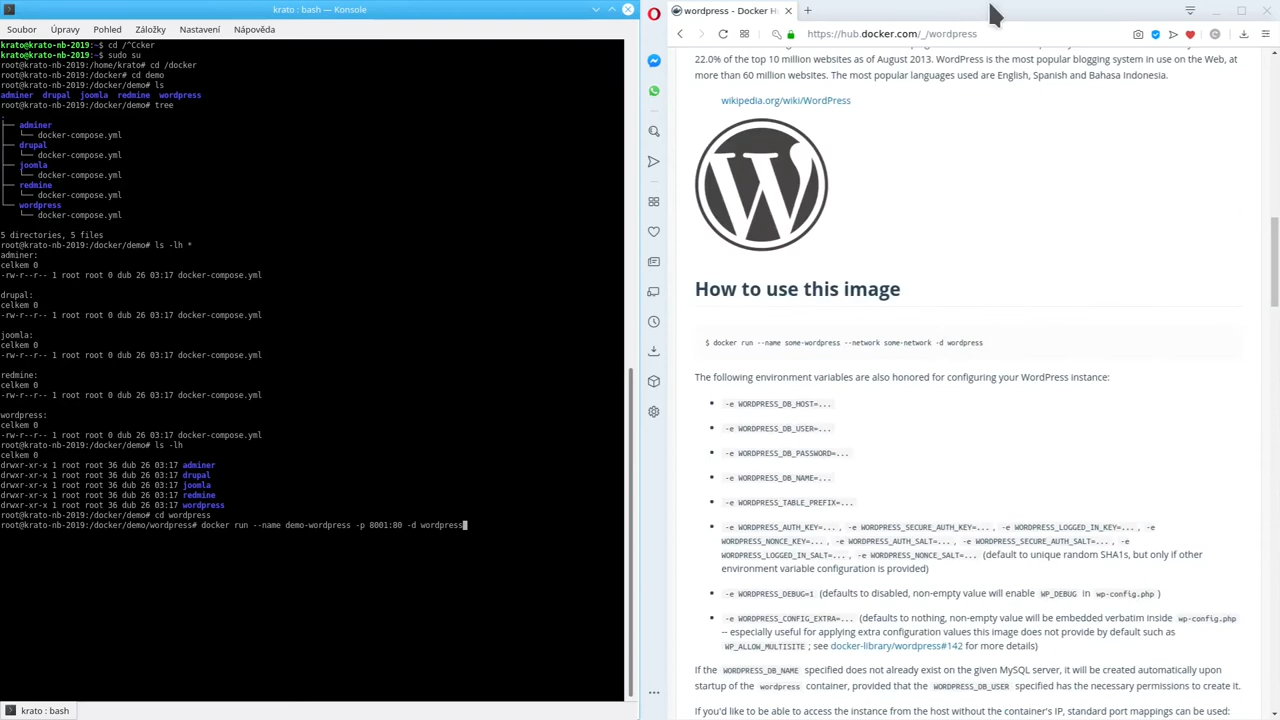 krato : bash — Konsole
Soubor Úpravy Pohled Záložky Nastavení Nápověda
krato@krato-nb-2019:~$ cd /^Ccker
krato@krato-nb-2019:~$ sudo su
root@krato-nb-2019:/home/krato# cd /docker
root@krato-nb-2019:/docker# cd demo
root@krato-nb-2019:/docker/demo# ls
adminer drupal joomla redmine wordpress
root@krato-nb-2019:/docker/demo# tree
.
├── adminer
│   └── docker-compose.yml
├── drupal
│   └── docker-compose.yml
├── joomla
│   └── docker-compose.yml
├── redmine
│   └── docker-compose.yml
└── wordpress
    └── docker-compose.yml
5 directories, 5 files
root@krato-nb-2019:/docker/demo# ls -lh *
adminer:
celkem 0
-rw-r--r-- 1 root root 0 dub 26 03:17 docker-compose.yml
drupal:
celkem 0
-rw-r--r-- 1 root root 0 dub 26 03:17 docker-compose.yml
joomla:
celkem 0
-rw-r--r-- 1 root root 0 dub 26 03:17 docker-compose.yml
redmine:
celkem 0
-rw-r--r-- 1 root root 0 dub 26 03:17 docker-compose.yml
wordpress:
celkem 0
-rw-r--r-- 1 root root 0 dub 26 03:17 docker-compose.yml
root@krato-nb-2019:/docker/demo# ls -lh
celkem 0
drwxr-xr-x 1 root root 36 dub 26 03:17 adminer
drwxr-xr-x 1 root root 36 dub 26 03:17 drupal
drwxr-xr-x 1 root root 36 dub 26 03:17 joomla
drwxr-xr-x 1 root root 36 dub 26 03:17 redmine
drwxr-xr-x 1 root root 36 dub 26 03:17 wordpress
root@krato-nb-2019:/docker/demo# cd wordpress
root@krato-nb-2019:/docker/demo/wordpress# docker run --name demo-wordpress -p 8001:80 -d wordpress
krato : bash
wordpress - Docker H
https://hub.docker.com/_/wordpress
22.0% of the top 10 million websites as of August 2013. WordPress is the most popular blogging system in use on the Web, at
more than 60 million websites. The most popular languages used are English, Spanish and Bahasa Indonesia.
wikipedia.org/wiki/WordPress
How to use this image
$ docker run --name some-wordpress --network some-network -d wordpress
The following environment variables are also honored for configuring your WordPress instance:
• -e WORDPRESS_DB_HOST=...
• -e WORDPRESS_DB_USER=...
• -e WORDPRESS_DB_PASSWORD=...
• -e WORDPRESS_DB_NAME=...
• -e WORDPRESS_TABLE_PREFIX=...
• -e WORDPRESS_AUTH_KEY=... , -e WORDPRESS_SECURE_AUTH_KEY=... , -e WORDPRESS_LOGGED_IN_KEY=... , -e
WORDPRESS_NONCE_KEY=... , -e WORDPRESS_AUTH_SALT=... , -e WORDPRESS_SECURE_AUTH_SALT=... , -e
WORDPRESS_LOGGED_IN_SALT=... , -e WORDPRESS_NONCE_SALT=... (default to unique random SHA1s, but only if other
environment variable configuration is provided)
• -e WORDPRESS_DEBUG=1 (defaults to disabled, non-empty value will enable WP_DEBUG in wp-config.php )
• -e WORDPRESS_CONFIG_EXTRA=... (defaults to nothing, non-empty value will be embedded verbatim inside wp-config.php
-- especially useful for applying extra configuration values this image does not provide by default such as
WP_ALLOW_MULTISITE ; see docker-library/wordpress#142 for more details)
If the WORDPRESS_DB_NAME specified does not already exist on the given MySQL server, it will be created automatically upon
startup of the wordpress container, provided that the WORDPRESS_DB_USER specified has the necessary permissions to create it.
If you'd like to be able to access the instance from the host without the container's IP, standard port mappings can be used: